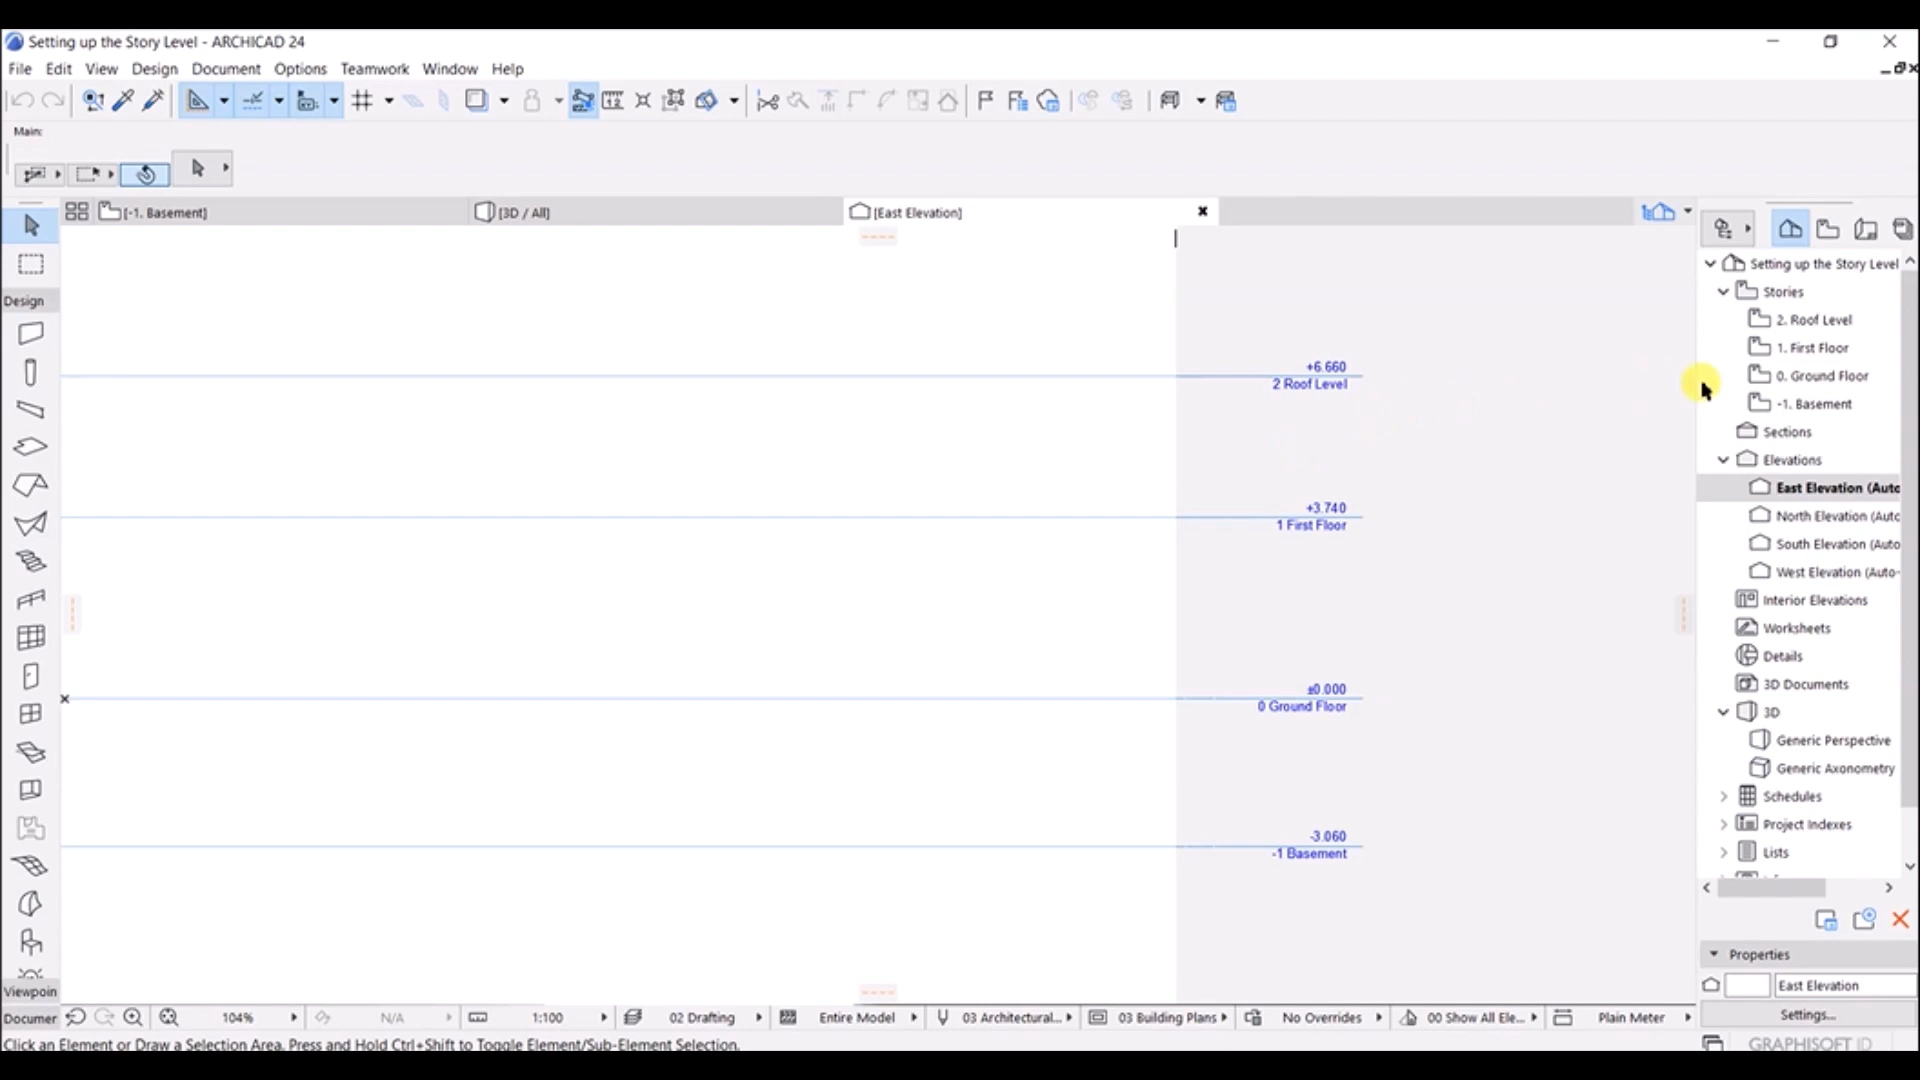 Setting up the Story Level - ARCHICAD 24
File Edit View Design Document Options Teamwork Window Help
Main:
[-1. Basement]
[3D / All]
[East Elevation]
Design
+6.660
2 Roof Level
+3.740
1 First Floor
±0.000
0 Ground Floor
-3.060
-1 Basement
Setting up the Story Level
Stories
2. Roof Level
1. First Floor
0. Ground Floor
-1. Basement
Sections
Elevations
East Elevation (Autc
North Elevation (Autc
South Elevation (Auto
West Elevation (Auto-
Interior Elevations
Worksheets
Details
3D Documents
3D
Generic Perspective
Generic Axonometry
Schedules
Project Indexes
Lists
Properties
East Elevation
Settings...
Viewpoin
Documer
104% N/A 1:100 02 Drafting Entire Model 03 Architectural... 03 Building Plans No Overrides 00 Show All Ele... Plain Meter
Click an Element or Draw a Selection Area. Press and Hold Ctrl+Shift to Toggle Element/Sub-Element Selection.
GRAPHISOFT ID